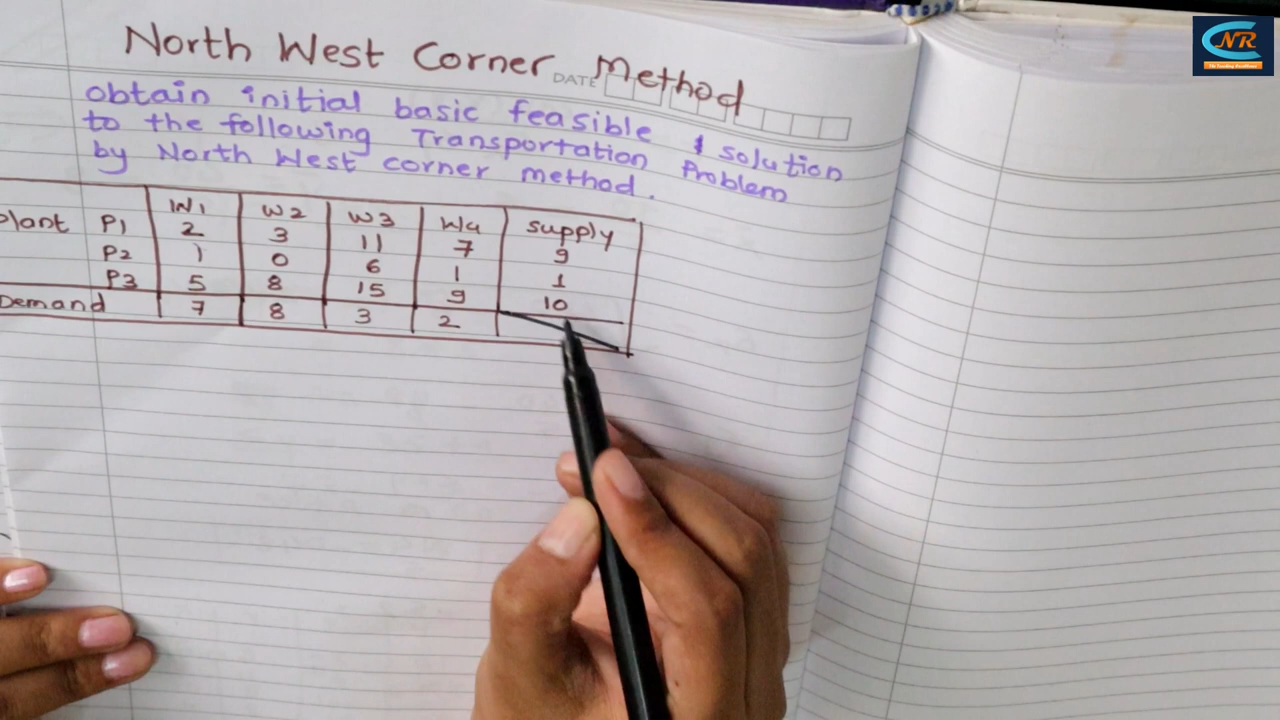 North West Corner Method
DATE
obtain initial basic feasible solution
to the following Transportation Problem
by North West corner method.
W1 W2 W3 W4 Supply
Plant P1 2 3 11 7 9
P2 1 0 6 1 1
P3 5 8 15 9 10
Demand 7 8 3 2
NR